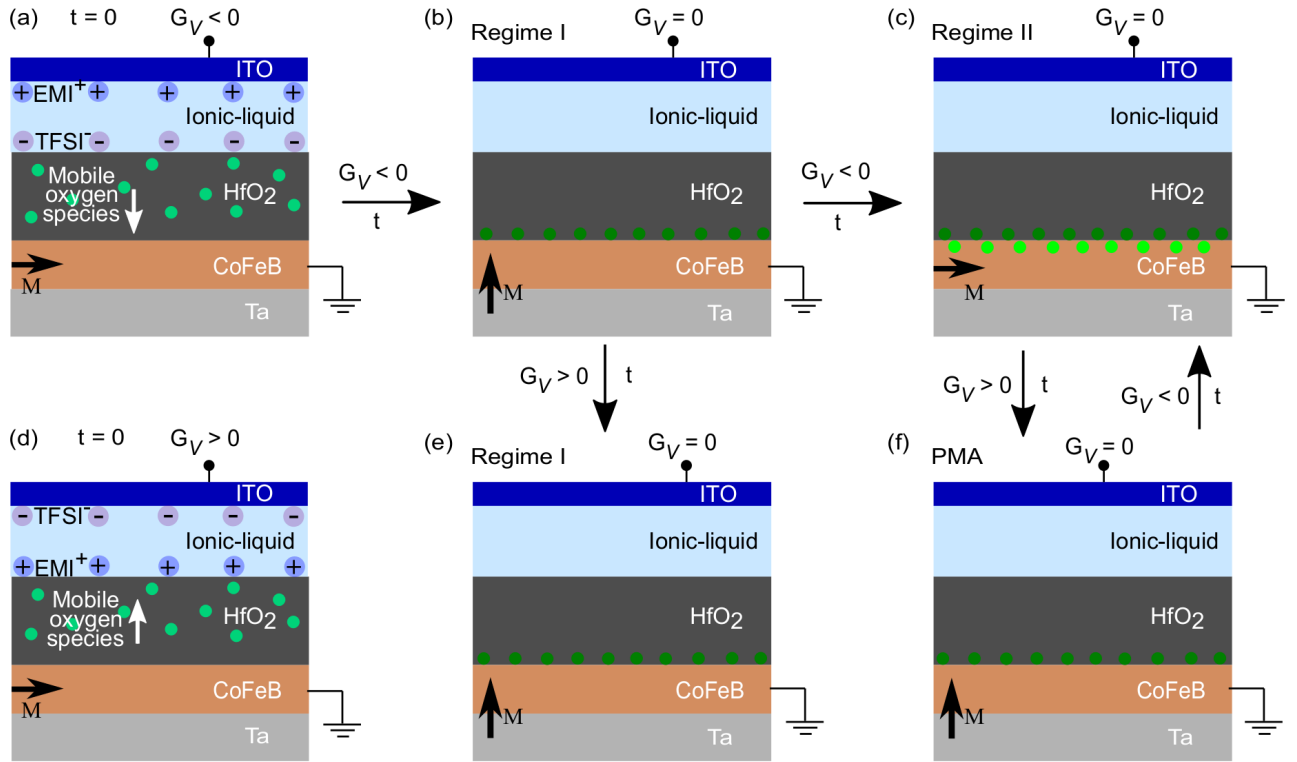 (a) t = 0 G_V < 0
ITO
+ EMI+ + + + +
Ionic-liquid
- TFSI- - - - -
Mobile
oxygen
species
HfO2
CoFeB
M
Ta
G_V < 0
t
(b) Regime I G_V = 0
ITO
Ionic-liquid
HfO2
CoFeB
M
Ta
G_V < 0
t
(c) Regime II G_V = 0
ITO
Ionic-liquid
HfO2
CoFeB
M
Ta
G_V > 0 t
G_V > 0 t
G_V < 0 t
(d) t = 0 G_V > 0
ITO
- TFSI- - - - -
Ionic-liquid
+ EMI+ + + + +
Mobile
oxygen
species
HfO2
CoFeB
M
Ta
(e) Regime I G_V = 0
ITO
Ionic-liquid
HfO2
CoFeB
M
Ta
(f) PMA G_V = 0
ITO
Ionic-liquid
HfO2
CoFeB
M
Ta